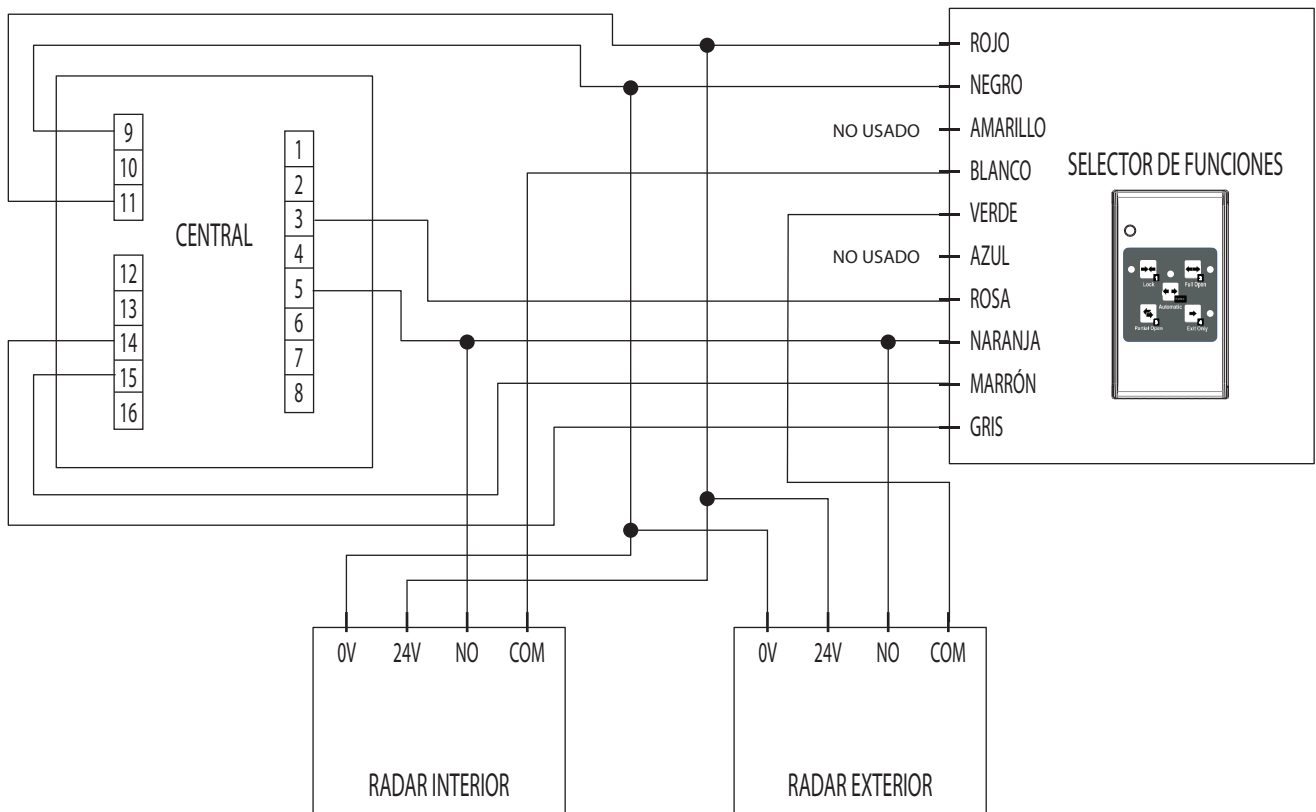 ROJO
NEGRO
NO USADO
AMARILLO
BLANCO
SELECTOR DE FUNCIONES
VERDE
NO USADO
AZUL
ROSA
NARANJA
MARRÓN
GRIS
Lock
1
Full Open
Automatic
Partial Open
Exit Only
4
CENTRAL
9
10
11
12
13
14
15
16
1
2
3
4
5
6
7
8
0V 24V NO COM
RADAR INTERIOR
0V 24V NO COM
RADAR EXTERIOR